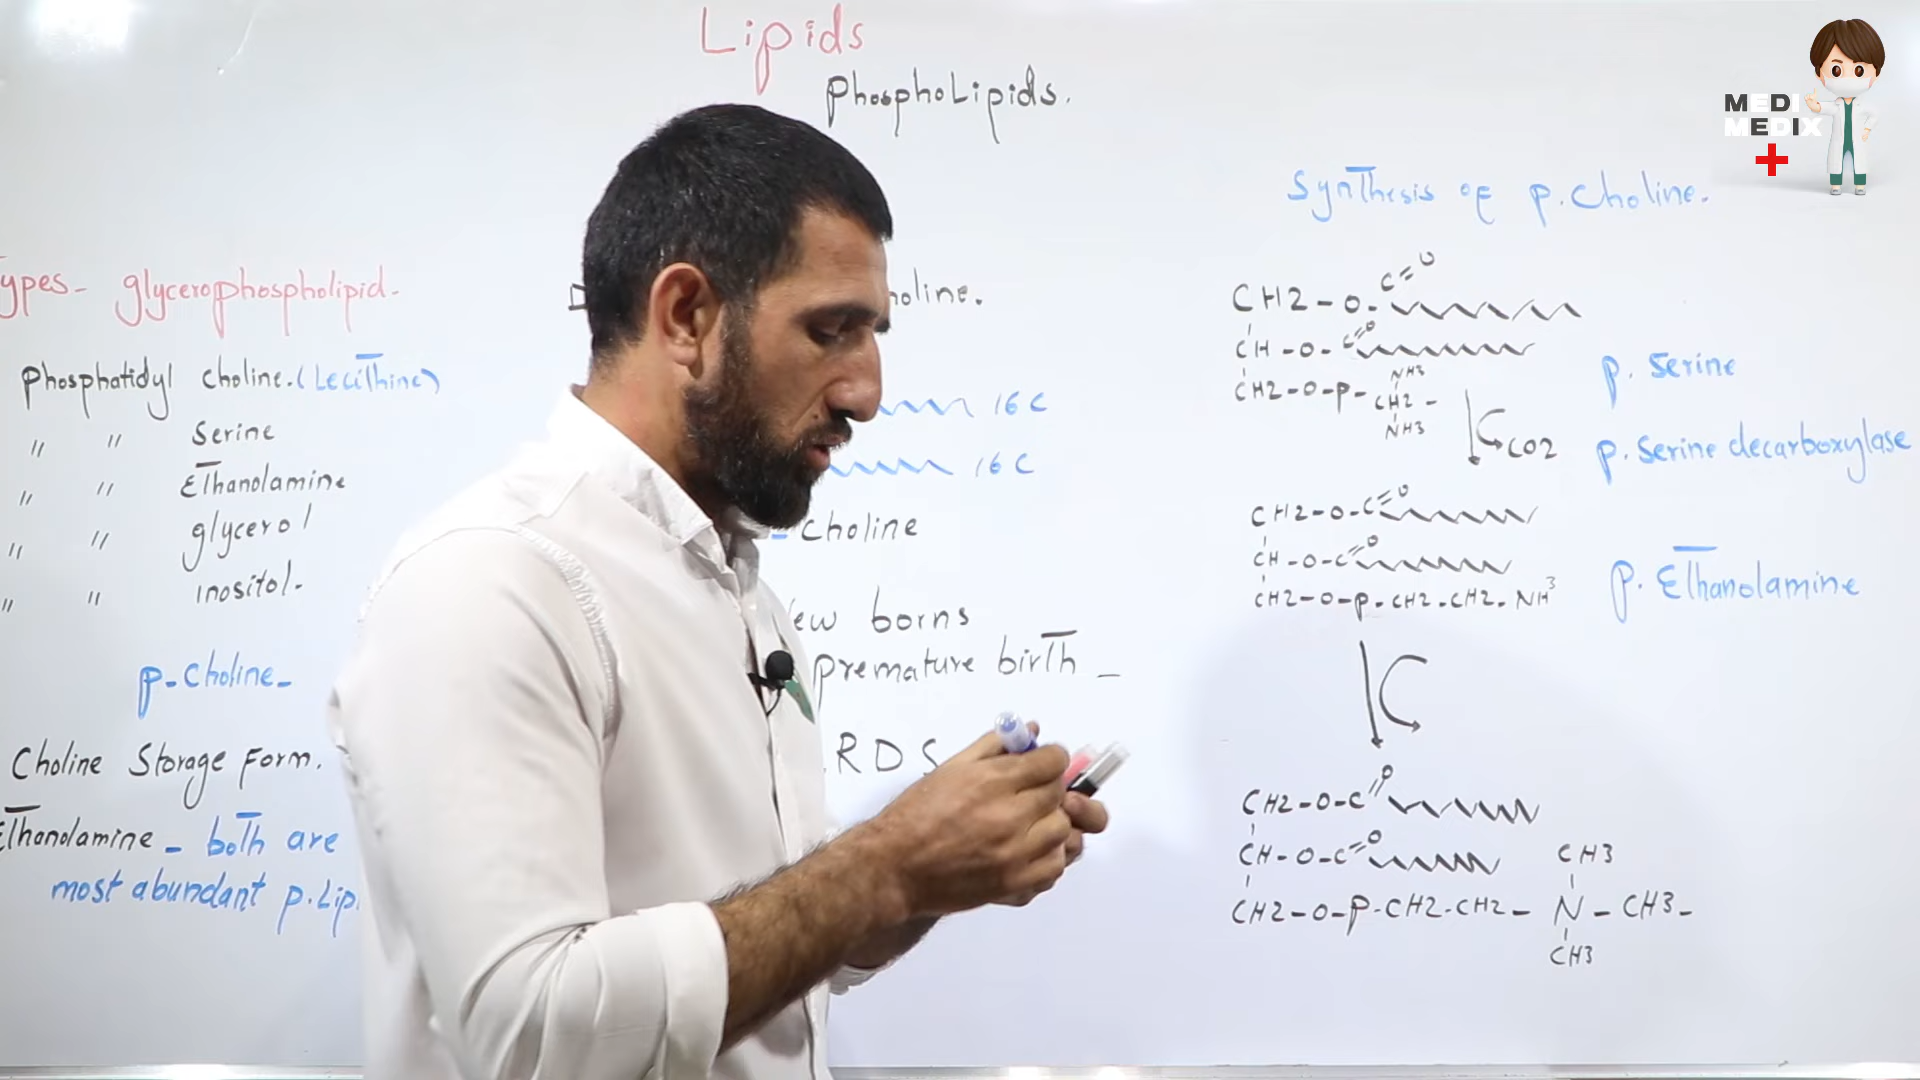 Lipids
PhosphoLipids.
MEDI
MEDIX
ypes- glycerophospholipid-
Phosphatidyl choline. (Lecithine)
" " Serine
" " Ethanolamine
" " glycerol
" " inositol-
p-Choline-
Choline Storage Form.
Ethanolamine - both are
most abundant p.Lip
oline.
16 C
16 C
Choline
ew borns
premature birth -
RDS
Synthesis of p.choline.
CH2-O-C=O
CH-O-C=O
NH3
CH2-O-P-CH2-
NH3
CO2
p. Serine
p. Serine decarboxylase
CH2-O-C=O
CH-O-C=O
CH2-O-P-CH2-CH2-NH3
p. Ethanolamine
CH2-O-C=O
CH-O-C=O
CH3
CH2-O-P-CH2-CH2-N-CH3-
CH3